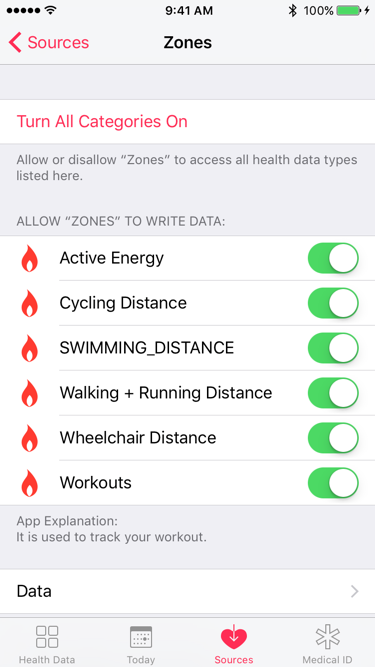 9:41 AM
100%
Sources
Zones
Turn All Categories On
Allow or disallow “Zones” to access all health data types
listed here.
ALLOW “ZONES” TO WRITE DATA:
Active Energy
Cycling Distance
SWIMMING_DISTANCE
Walking + Running Distance
Wheelchair Distance
Workouts
App Explanation:
It is used to track your workout.
Data
Health Data
Today
Sources
Medical ID